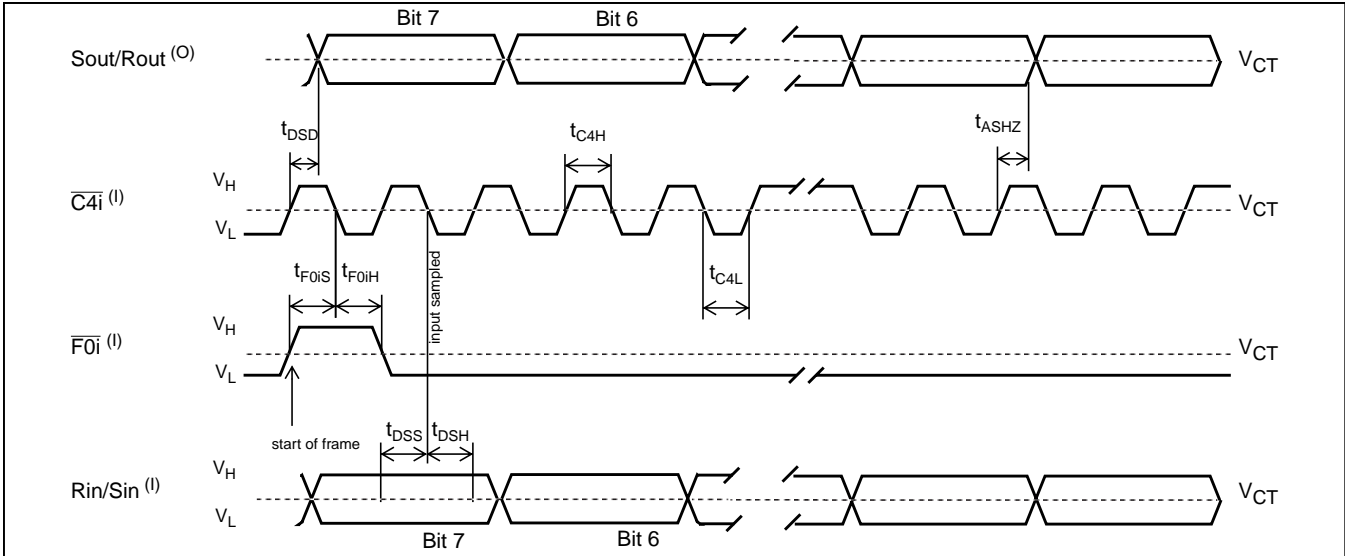 Bit 7 Bit 6
Sout/Rout (O) VCT
tDSD tC4H tASHZ
VH
C4i (I) VCT
VL
tF0iS tF0iH input sampled tC4L
VH
F0i (I) VCT
VL
start of frame tDSS tDSH
VH
Rin/Sin (I) VCT
VL
Bit 7 Bit 6